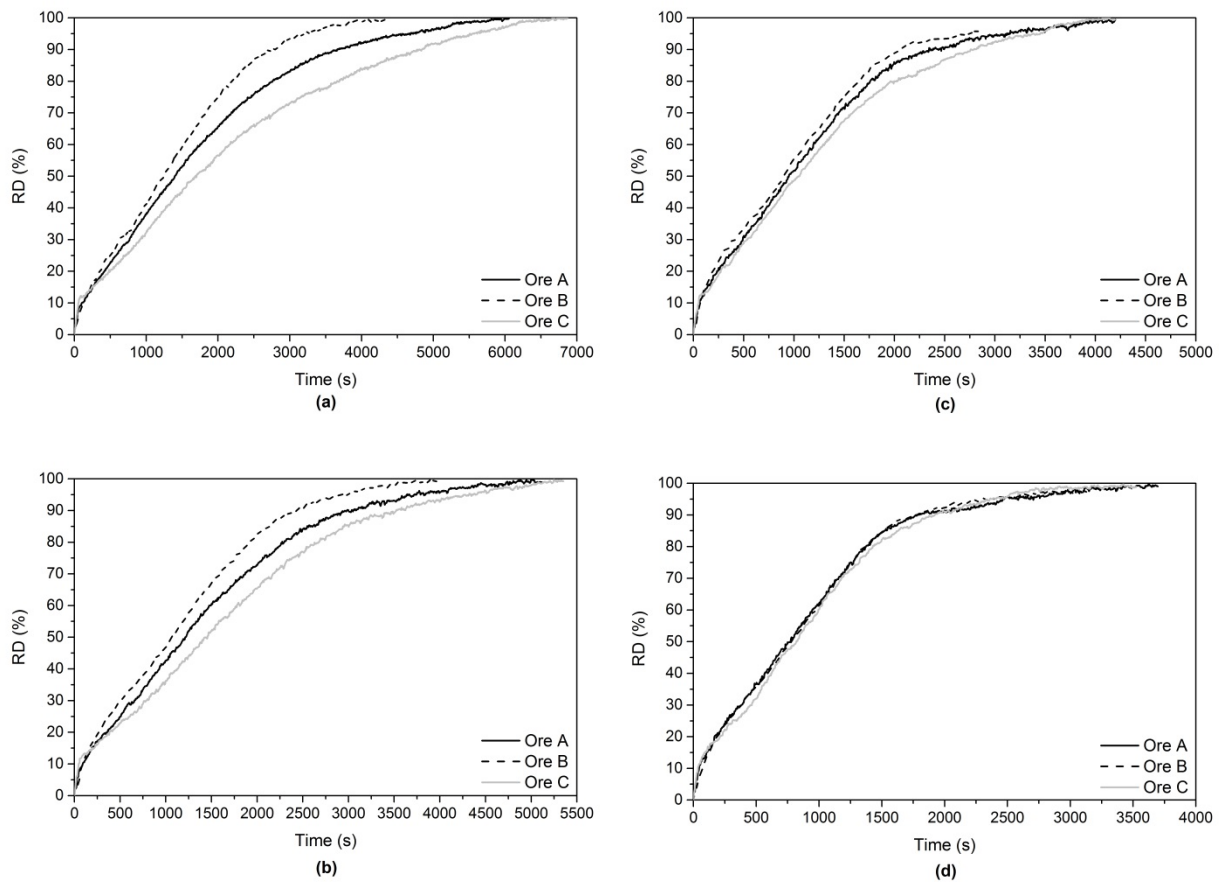 100
90
80
70
60
50
40
30
20
10
0
RD (%)
Ore A
Ore B
Ore C
0 1000 2000 3000 4000 5000 6000 7000
Time (s)
(a)
100
90
80
70
60
50
40
30
20
10
0
RD (%)
Ore A
Ore B
Ore C
0 500 1000 1500 2000 2500 3000 3500 4000 4500 5000
Time (s)
(c)
100
90
80
70
60
50
40
30
20
10
0
RD (%)
Ore A
Ore B
Ore C
0 500 1000 1500 2000 2500 3000 3500 4000 4500 5000 5500
Time (s)
(b)
100
90
80
70
60
50
40
30
20
10
0
RD (%)
Ore A
Ore B
Ore C
0 500 1000 1500 2000 2500 3000 3500 4000
Time (s)
(d)